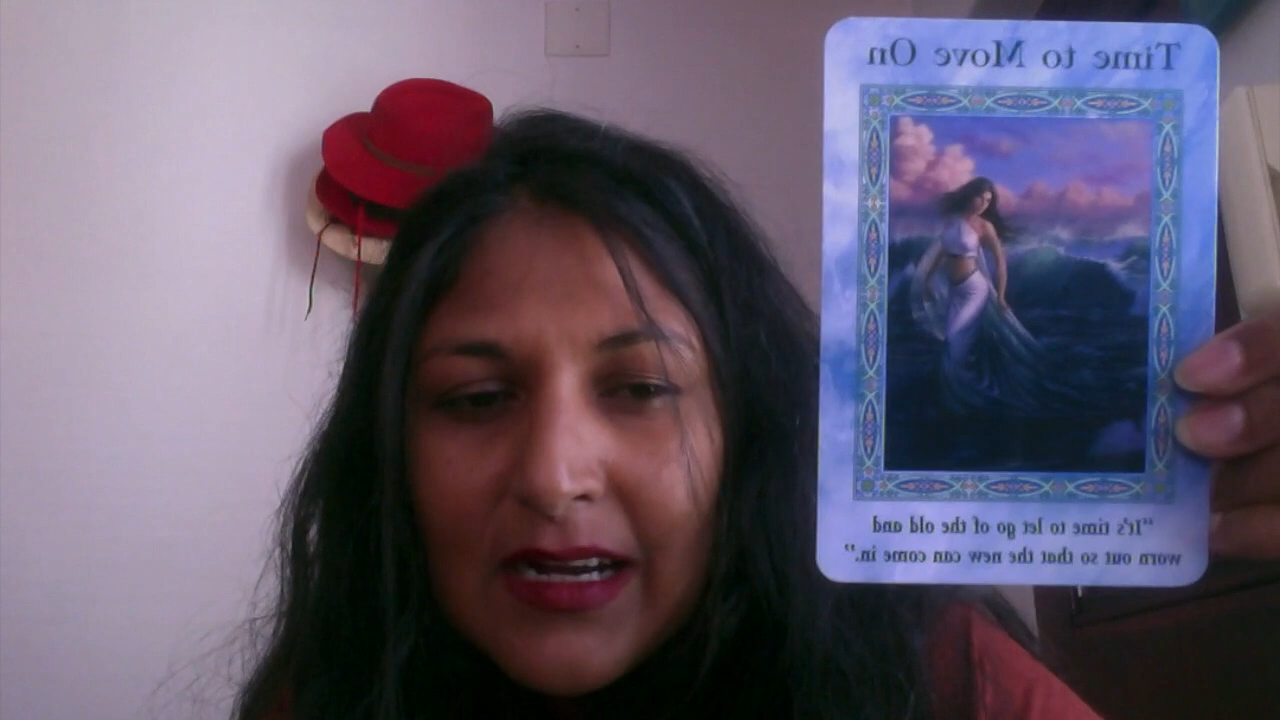 Time to Move On
"It's time to let go of the old and
worn out so that the new can come in."